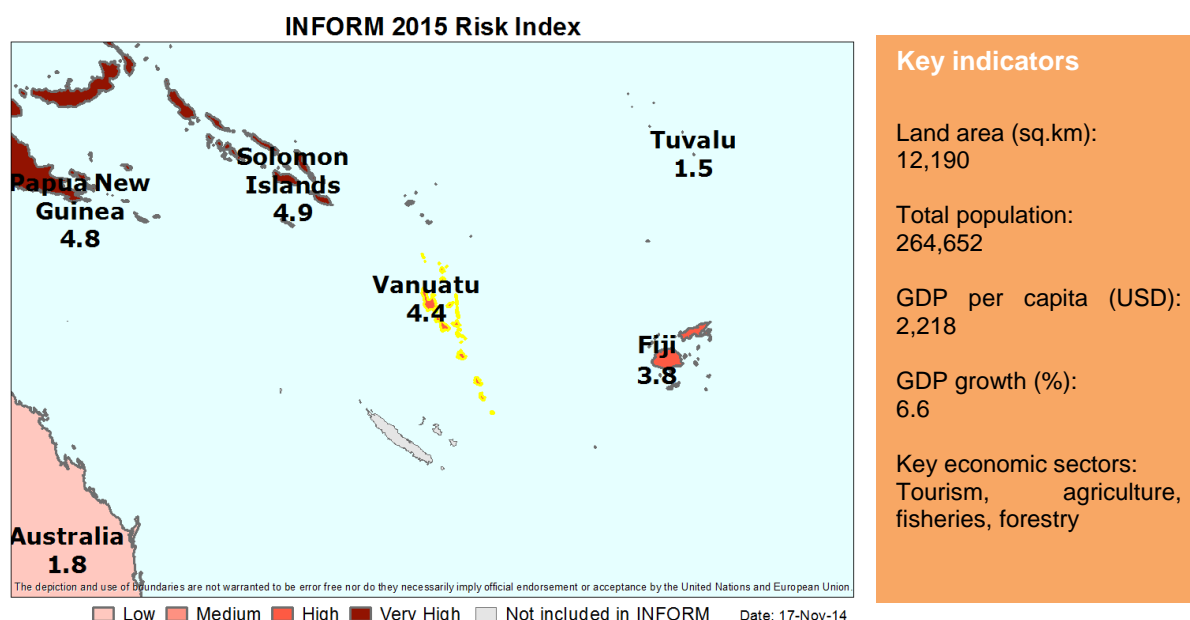 INFORM 2015 Risk Index
Tuvalu
1.5
Solomon
Islands
4.9
Papua New
Guinea
4.8
Vanuatu
4.4
Fiji
3.8
Australia
1.8
The depiction and use of boundaries are not warranted to be error free nor do they necessarily imply official endorsement or acceptance by the United Nations and European Union.
Low Medium High Very High Not included in INFORM Date: 17-Nov-14
Key indicators
Land area (sq.km):
12,190
Total population:
264,652
GDP per capita (USD):
2,218
GDP growth (%):
6.6
Key economic sectors:
Tourism, agriculture,
fisheries, forestry